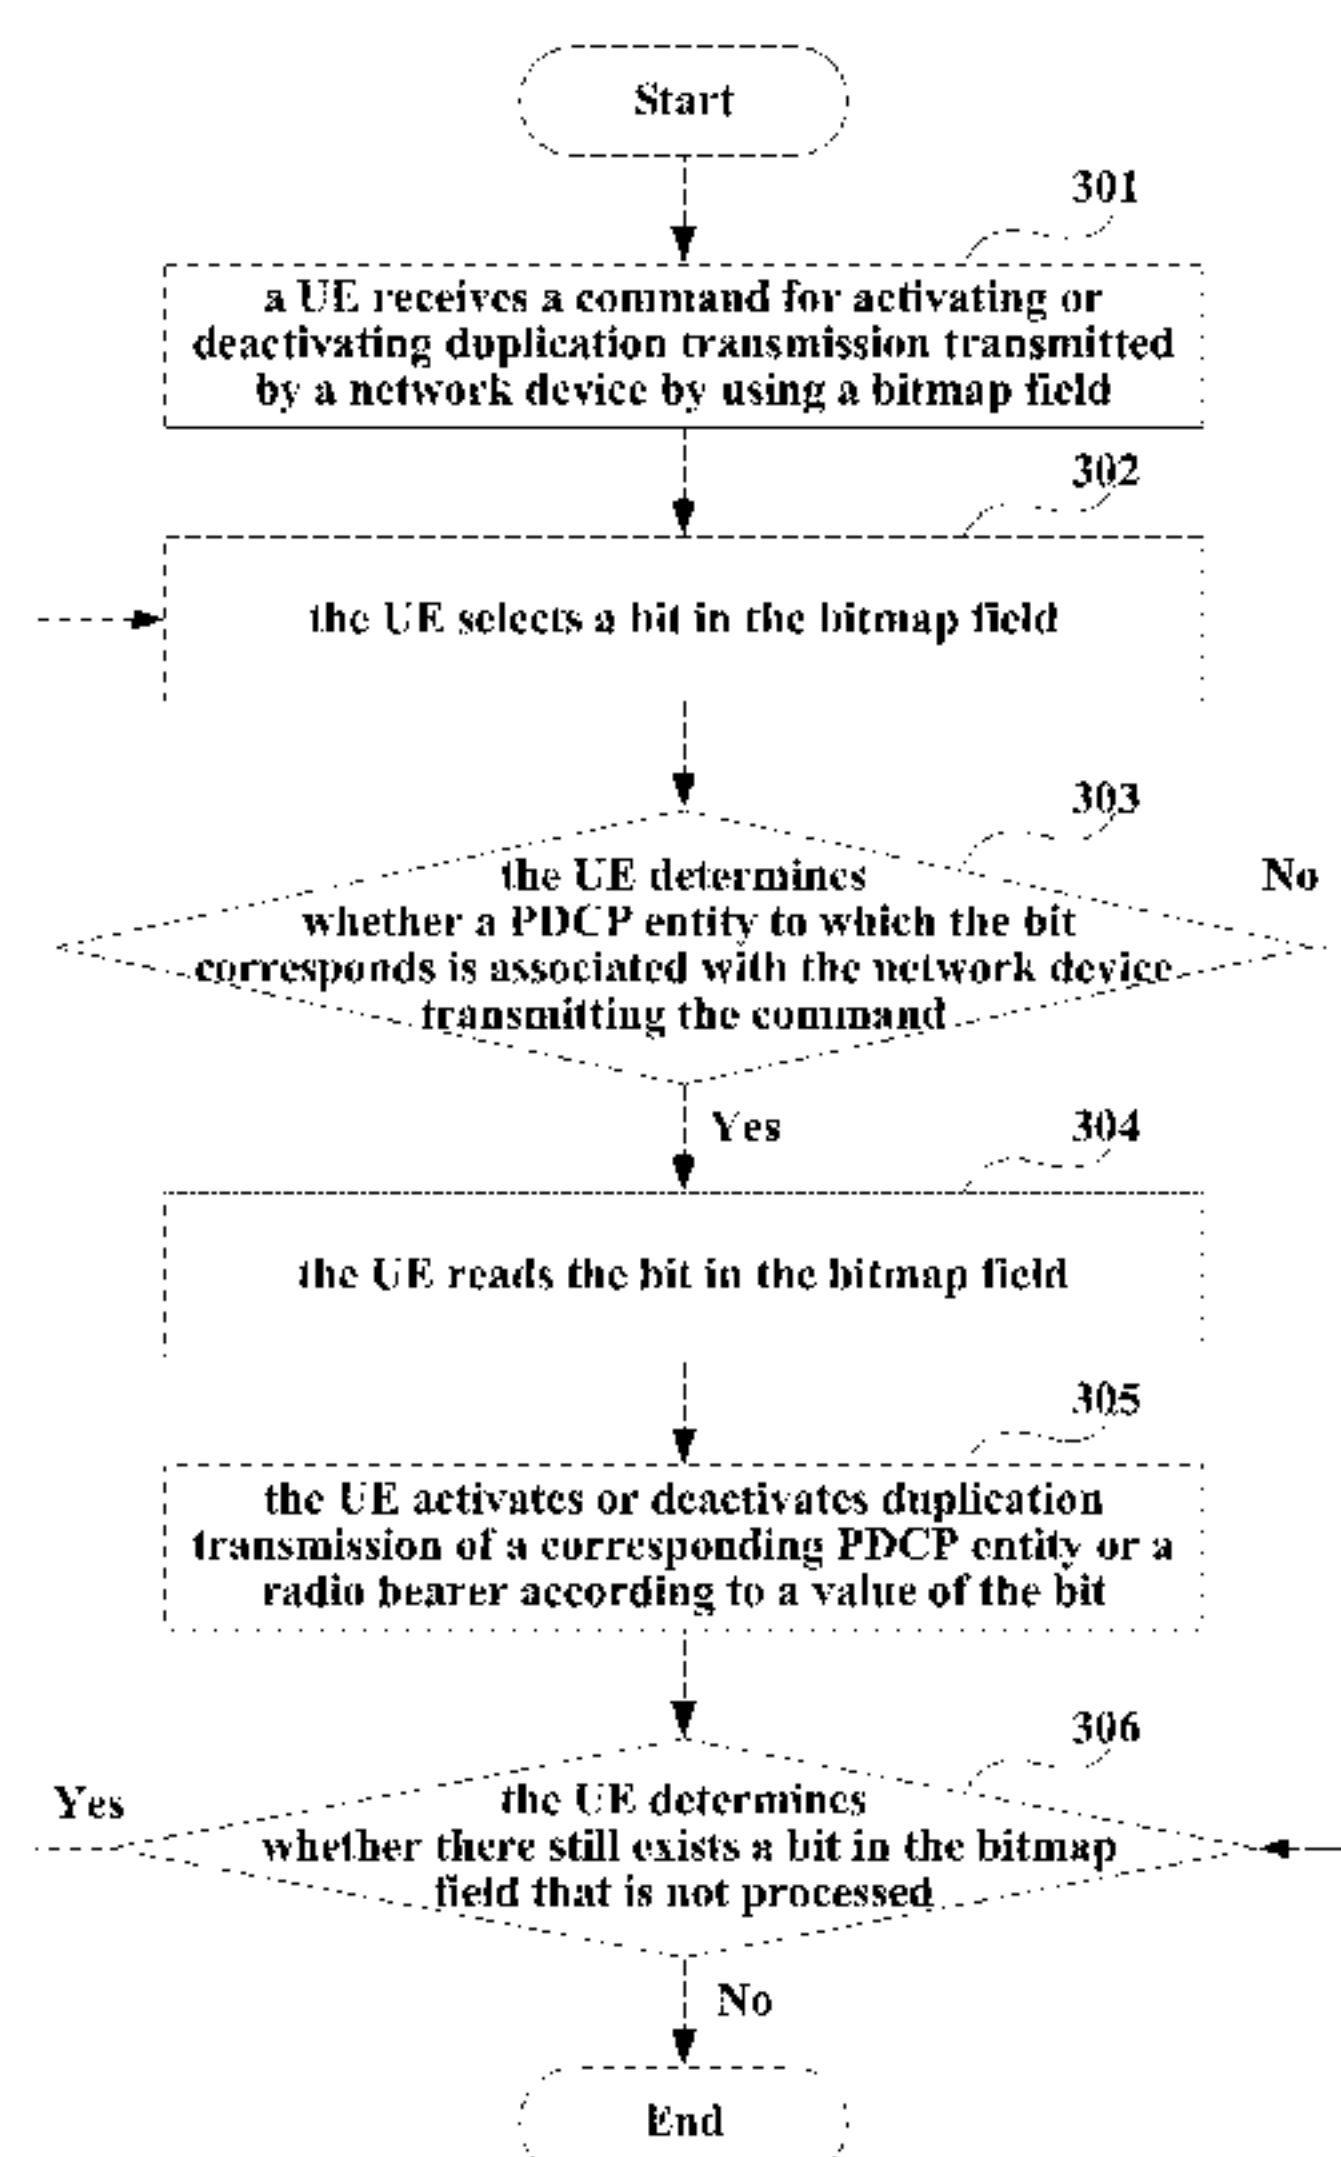 Start
301
a UE receives a command for activating or
deactivating duplication transmission transmitted
by a network device by using a bitmap field
302
the UE selects a bit in the bitmap field
303
the UE determines
No
whether a PDCP entity to which the bit
corresponds is associated with the network device
transmitting the command
Yes
304
the UE reads the bit in the bitmap field
305
the UE activates or deactivates duplication
transmission of a corresponding PDCP entity or a
radio bearer according to a value of the bit
306
Yes
the UE determines
whether there still exists a bit in the bitmap
field that is not processed
No
End